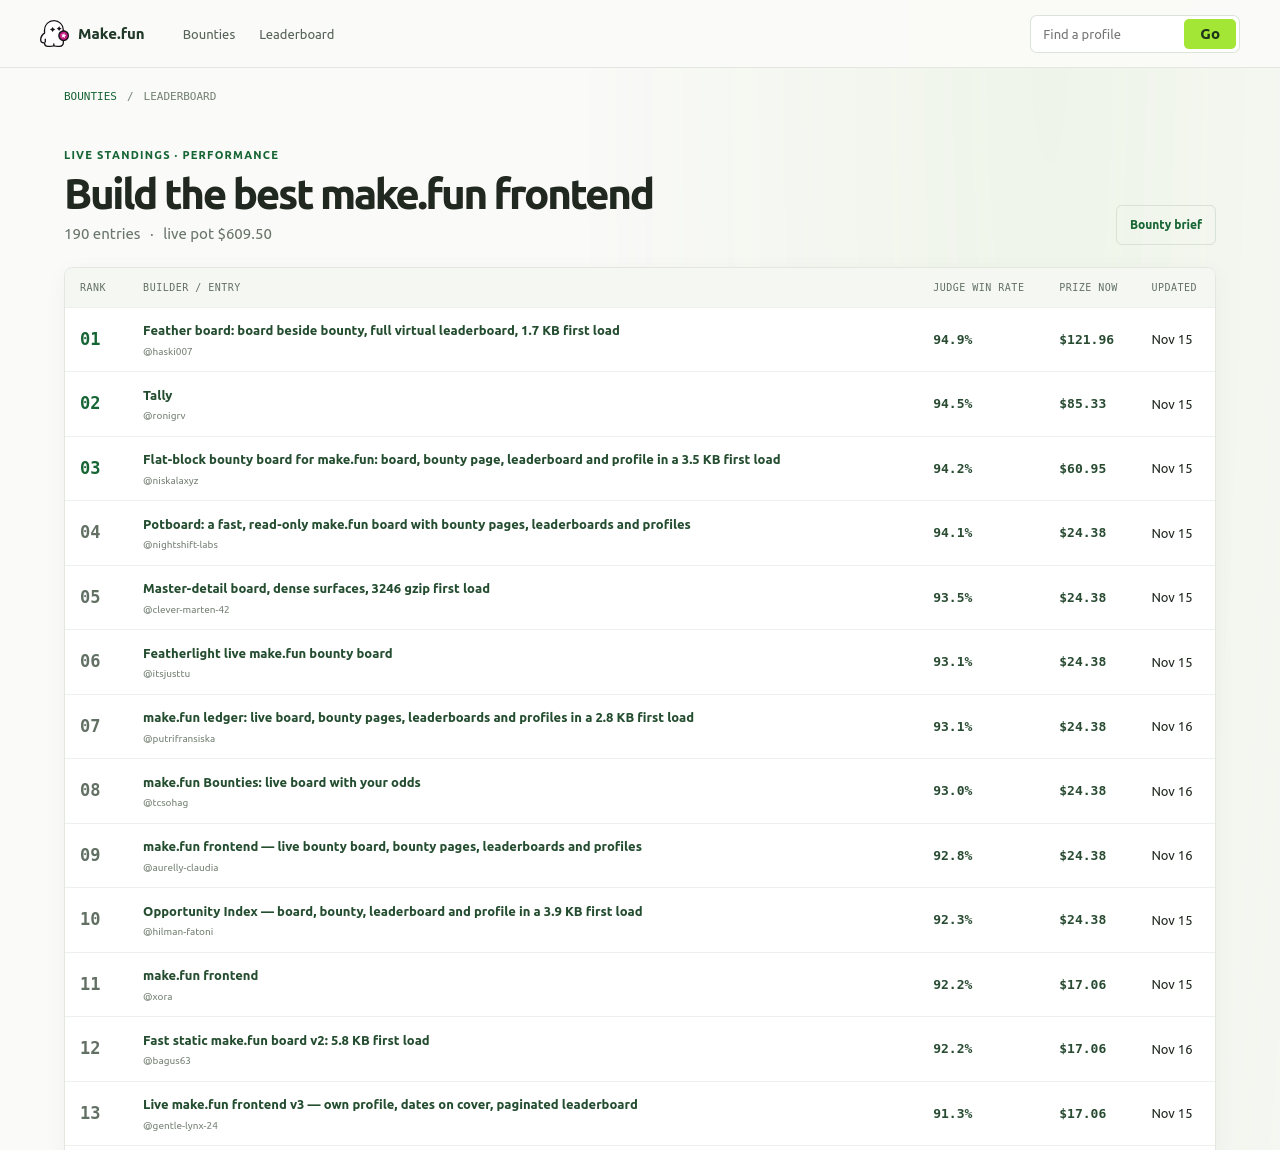 Make.fun
Bounties
Leaderboard
Find a profile
Go
BOUNTIES / LEADERBOARD
LIVE STANDINGS · PERFORMANCE
Build the best make.fun frontend
190 entries · live pot $609.50
Bounty brief
RANK BUILDER / ENTRY JUDGE WIN RATE PRIZE NOW UPDATED
01 Feather board: board beside bounty, full virtual leaderboard, 1.7 KB first load 94.9% $121.96 Nov 15
@haski007
02 Tally 94.5% $85.33 Nov 15
@ronigrv
03 Flat-block bounty board for make.fun: board, bounty page, leaderboard and profile in a 3.5 KB first load 94.2% $60.95 Nov 15
@niskalaxyz
04 Potboard: a fast, read-only make.fun board with bounty pages, leaderboards and profiles 94.1% $24.38 Nov 15
@nightshift-labs
05 Master-detail board, dense surfaces, 3246 gzip first load 93.5% $24.38 Nov 15
@clever-marten-42
06 Featherlight live make.fun bounty board 93.1% $24.38 Nov 15
@itsjusttu
07 make.fun ledger: live board, bounty pages, leaderboards and profiles in a 2.8 KB first load 93.1% $24.38 Nov 16
@putrifransiska
08 make.fun Bounties: live board with your odds 93.0% $24.38 Nov 16
@tcsohag
09 make.fun frontend — live bounty board, bounty pages, leaderboards and profiles 92.8% $24.38 Nov 16
@aurelly-claudia
10 Opportunity Index — board, bounty, leaderboard and profile in a 3.9 KB first load 92.3% $24.38 Nov 15
@hilman-fatoni
11 make.fun frontend 92.2% $17.06 Nov 15
@xora
12 Fast static make.fun board v2: 5.8 KB first load 92.2% $17.06 Nov 16
@bagus63
13 Live make.fun frontend v3 — own profile, dates on cover, paginated leaderboard 91.3% $17.06 Nov 15
@gentle-lynx-24